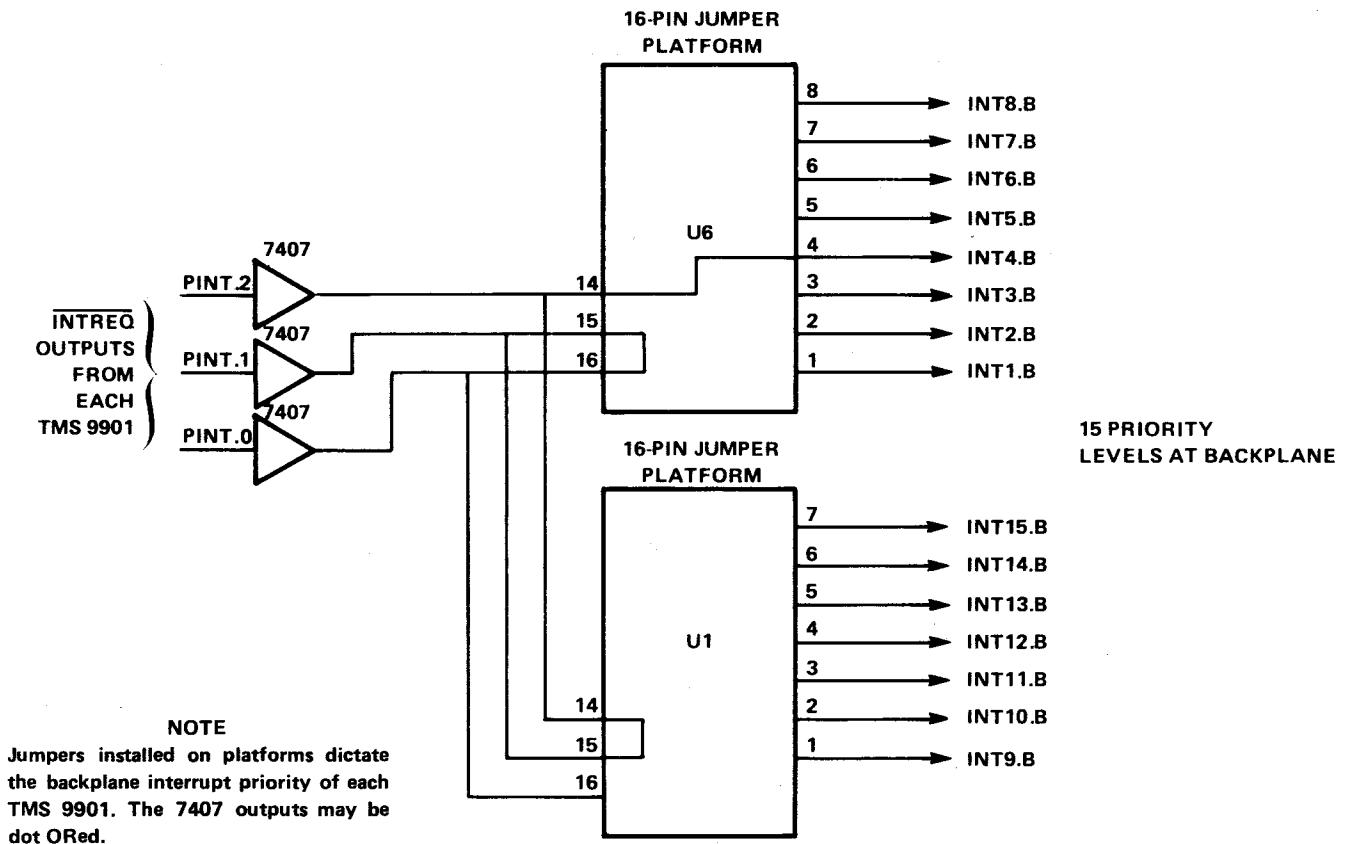 16-PIN JUMPER
PLATFORM
8
INT8.B
7
INT7.B
6
INT6.B
5
INT5.B
U6
4
INT4.B
3
INT3.B
2
INT2.B
1
INT1.B
7407
PINT.2
14
7407
15
PINT.1
16
7407
PINT.0
INTREQ
OUTPUTS
FROM
EACH
TMS 9901
15 PRIORITY
LEVELS AT BACKPLANE
16-PIN JUMPER
PLATFORM
7
INT15.B
6
INT14.B
5
INT13.B
U1
4
INT12.B
3
INT11.B
2
INT10.B
1
INT9.B
14
15
16
NOTE
Jumpers installed on platforms dictate
the backplane interrupt priority of each
TMS 9901. The 7407 outputs may be
dot ORed.